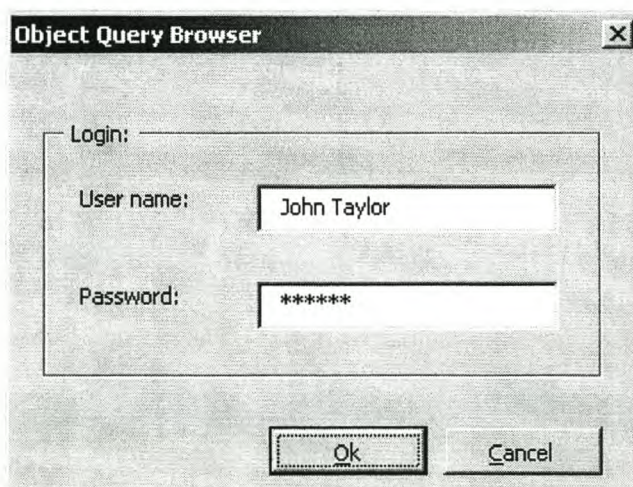 Object Query Browser
Login:
User name: John Taylor
Password: ******
Ok Cancel